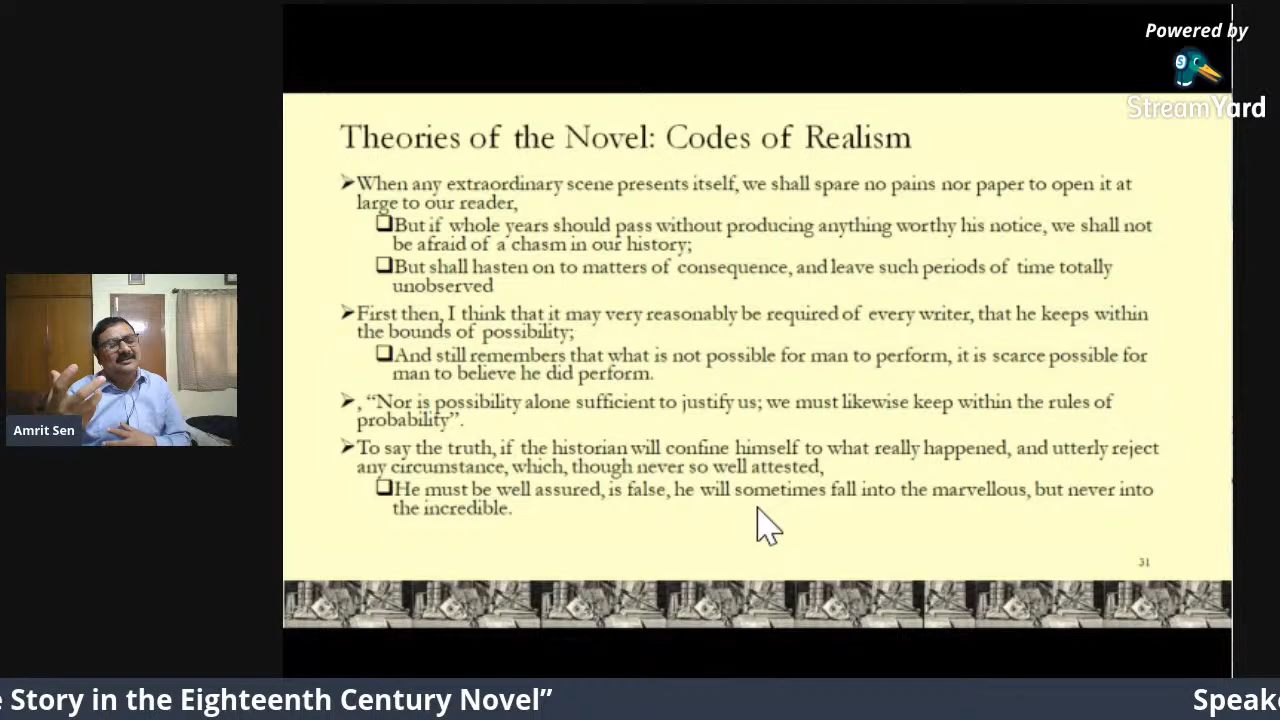 Powered by
StreamYard
Theories of the Novel: Codes of Realism
When any extraordinary scene presents itself, we shall spare no pains nor paper to open it at
large to our reader,
But if whole years should pass without producing anything worthy his notice, we shall not
be afraid of a chasm in our history;
But shall hasten on to matters of consequence, and leave such periods of time totally
unobserved
First then, I think that it may very reasonably be required of every writer, that he keeps within
the bounds of possibility;
And still remembers that what is not possible for man to perform, it is scarce possible for
man to believe he did perform.
, “Nor is possibility alone sufficient to justify us; we must likewise keep within the rules of
probability”.
To say the truth, if the historian will confine himself to what really happened, and utterly reject
any circumstance, which, though never so well attested,
He must be well assured, is false, he will sometimes fall into the marvellous, but never into
the incredible.
31
Amrit Sen
e Story in the Eighteenth Century Novel”
Speake